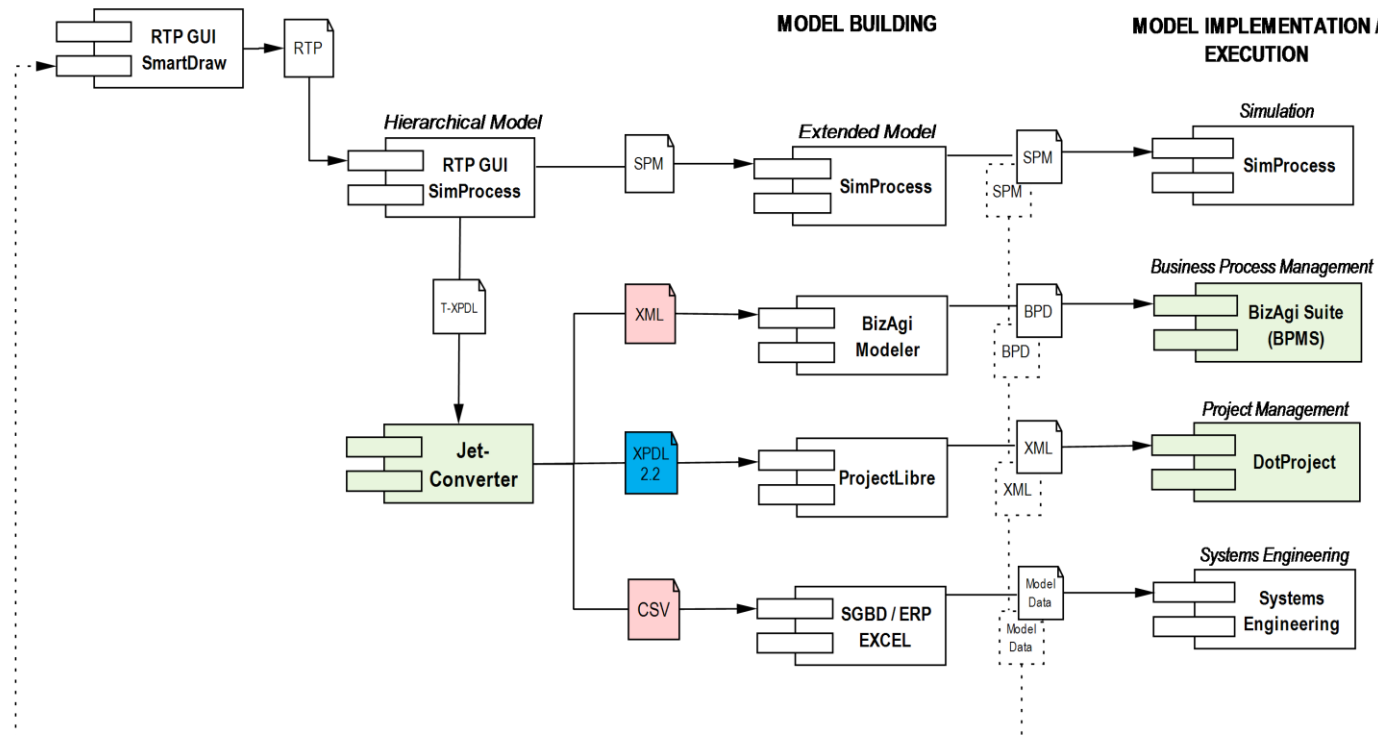 MODEL BUILDING
MODEL IMPLEMENTATION /
EXECUTION
RTP GUI
SmartDraw
RTP
Hierarchical Model
RTP GUI
SimProcess
SPM
Extended Model
SimProcess
SPM
SPM
Simulation
SimProcess
T-XPDL
XML
BizAgi
Modeler
BPD
BPD
Business Process Management
BizAgi Suite
(BPMS)
Jet-
Converter
XPDL
2.2
ProjectLibre
XML
XML
Project Management
DotProject
CSV
SGBD / ERP
EXCEL
Model
Data
Model
Data
Systems Engineering
Systems
Engineering